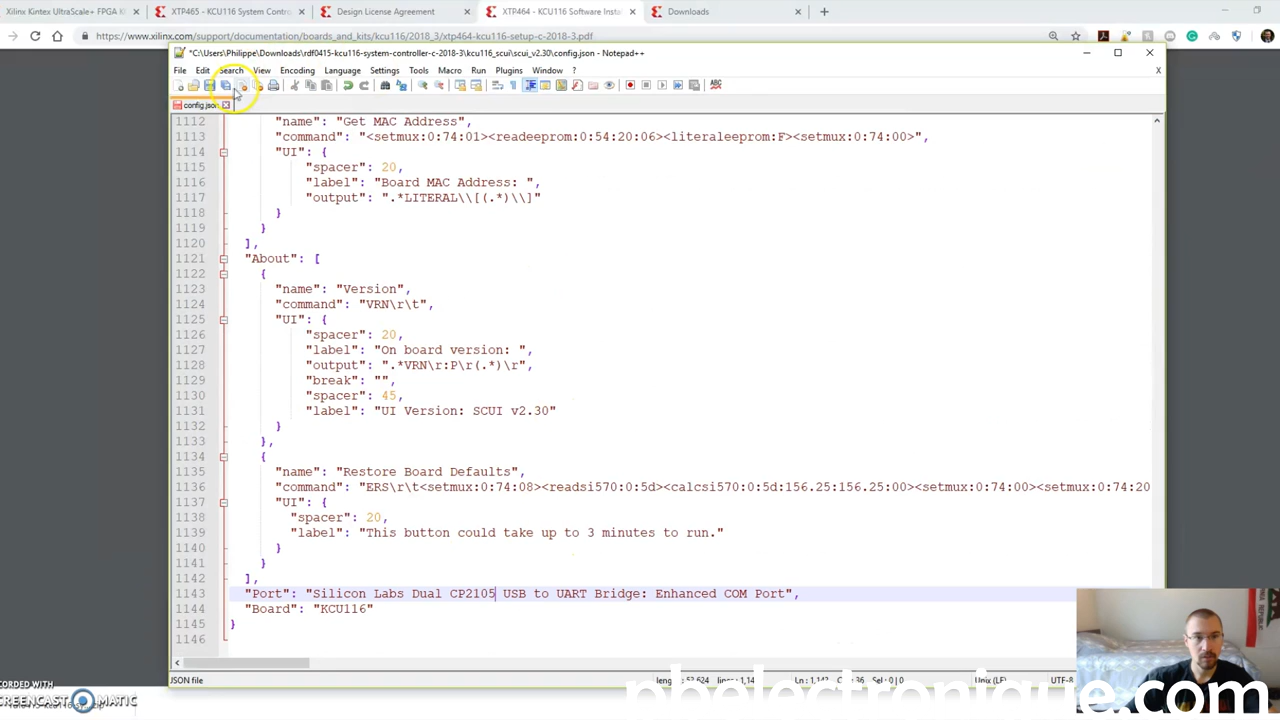 Xilinx Kintex UltraScale+ FPGA K
XTP465 - KCU116 System Contro
Design License Agreement
XTP464 - KCU116 Software Insta
Downloads
https://www.xilinx.com/support/documentation/boards_and_kits/kcu116/2018_3/xtp464-kcu116-setup-c-2018-3.pdf
*C:\Users\Philippe\Downloads\rdf0415-kcu116-system-controller-c-2018-3\kcu116_scui\scui_v2.30\config.json - Notepad++
File Edit Search View Encoding Language Settings Tools Macro Run Plugins Window ? X
config.json
1112 "name": "Get MAC Address",
1113 "command": "<setmux:0:74:01><readeeprom:0:54:20:06><literaleeprom:F><setmux:0:74:00>",
1114 "UI": {
1115 "spacer": 20,
1116 "label": "Board MAC Address: ",
1117 "output": ".*LITERAL\\[(.*)\\]"
1118 }
1119 }
1120 ],
1121 "About": [
1122 {
1123 "name": "Version",
1124 "command": "VRN\r\t",
1125 "UI": {
1126 "spacer": 20,
1127 "label": "On board version: ",
1128 "output": ".*VRN\r:P\r(.*)\r",
1129 "break": "",
1130 "spacer": 45,
1131 "label": "UI Version: SCUI v2.30"
1132 }
1133 },
1134 {
1135 "name": "Restore Board Defaults",
1136 "command": "ERS\r\t<setmux:0:74:08><readsi570:0:5d><calcsi570:0:5d:156.25:156.25:00><setmux:0:74:00><setmux:0:74:20
1137 "UI": {
1138 "spacer": 20,
1139 "label": "This button could take up to 3 minutes to run."
1140 }
1141 }
1142 ],
1143 "Port": "Silicon Labs Dual CP2105 USB to UART Bridge: Enhanced COM Port",
1144 "Board": "KCU116"
1145 }
1146
JSON file
Unix (LF)
UTF-8
RECORDED WITH
SCREENCAST MATIC
pbelectronique.com